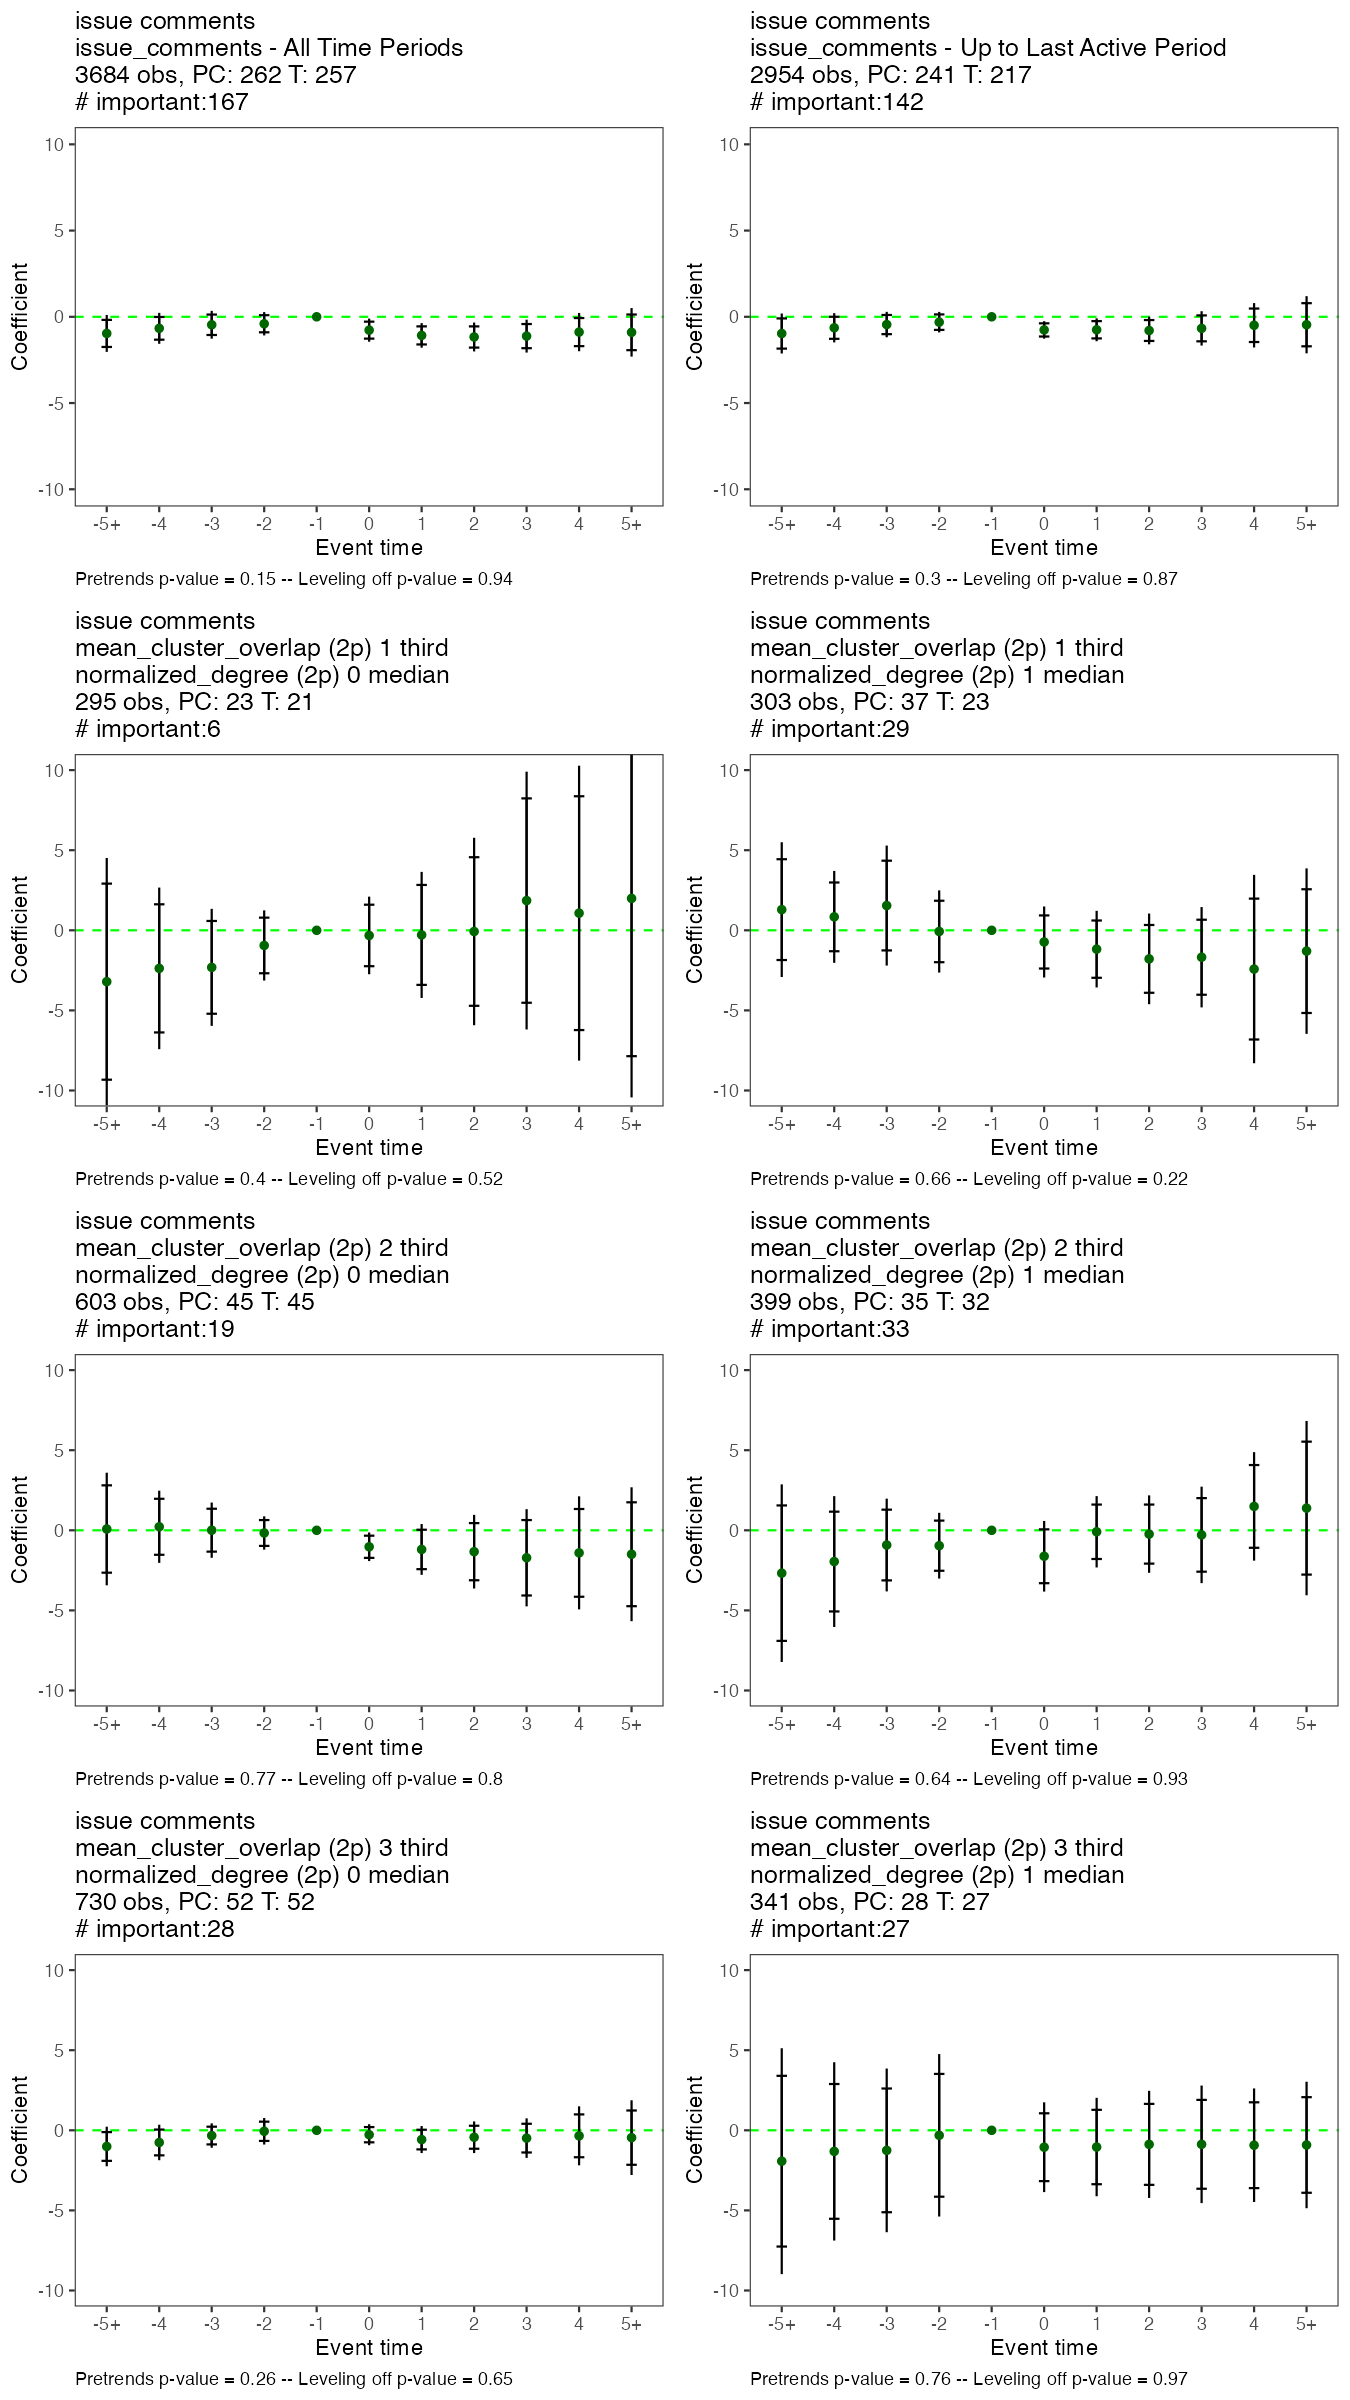 issue comments
issue_comments - All Time Periods
3684 obs, PC: 262 T: 257
# important:167
10
5
0
-5
-10
Coefficient
-5+ -4 -3 -2 -1 0 1 2 3 4 5+
Event time
Pretrends p-value = 0.15 -- Leveling off p-value = 0.94
issue comments
issue_comments - Up to Last Active Period
2954 obs, PC: 241 T: 217
# important:142
10
5
0
-5
-10
Coefficient
-5+ -4 -3 -2 -1 0 1 2 3 4 5+
Event time
Pretrends p-value = 0.3 -- Leveling off p-value = 0.87
issue comments
mean_cluster_overlap (2p) 1 third
normalized_degree (2p) 0 median
295 obs, PC: 23 T: 21
# important:6
10
5
0
-5
-10
Coefficient
-5+ -4 -3 -2 -1 0 1 2 3 4 5+
Event time
Pretrends p-value = 0.4 -- Leveling off p-value = 0.52
issue comments
mean_cluster_overlap (2p) 1 third
normalized_degree (2p) 1 median
303 obs, PC: 37 T: 23
# important:29
10
5
0
-5
-10
Coefficient
-5+ -4 -3 -2 -1 0 1 2 3 4 5+
Event time
Pretrends p-value = 0.66 -- Leveling off p-value = 0.22
issue comments
mean_cluster_overlap (2p) 2 third
normalized_degree (2p) 0 median
603 obs, PC: 45 T: 45
# important:19
10
5
0
-5
-10
Coefficient
-5+ -4 -3 -2 -1 0 1 2 3 4 5+
Event time
Pretrends p-value = 0.77 -- Leveling off p-value = 0.8
issue comments
mean_cluster_overlap (2p) 2 third
normalized_degree (2p) 1 median
399 obs, PC: 35 T: 32
# important:33
10
5
0
-5
-10
Coefficient
-5+ -4 -3 -2 -1 0 1 2 3 4 5+
Event time
Pretrends p-value = 0.64 -- Leveling off p-value = 0.93
issue comments
mean_cluster_overlap (2p) 3 third
normalized_degree (2p) 0 median
730 obs, PC: 52 T: 52
# important:28
10
5
0
-5
-10
Coefficient
-5+ -4 -3 -2 -1 0 1 2 3 4 5+
Event time
Pretrends p-value = 0.26 -- Leveling off p-value = 0.65
issue comments
mean_cluster_overlap (2p) 3 third
normalized_degree (2p) 1 median
341 obs, PC: 28 T: 27
# important:27
10
5
0
-5
-10
Coefficient
-5+ -4 -3 -2 -1 0 1 2 3 4 5+
Event time
Pretrends p-value = 0.76 -- Leveling off p-value = 0.97